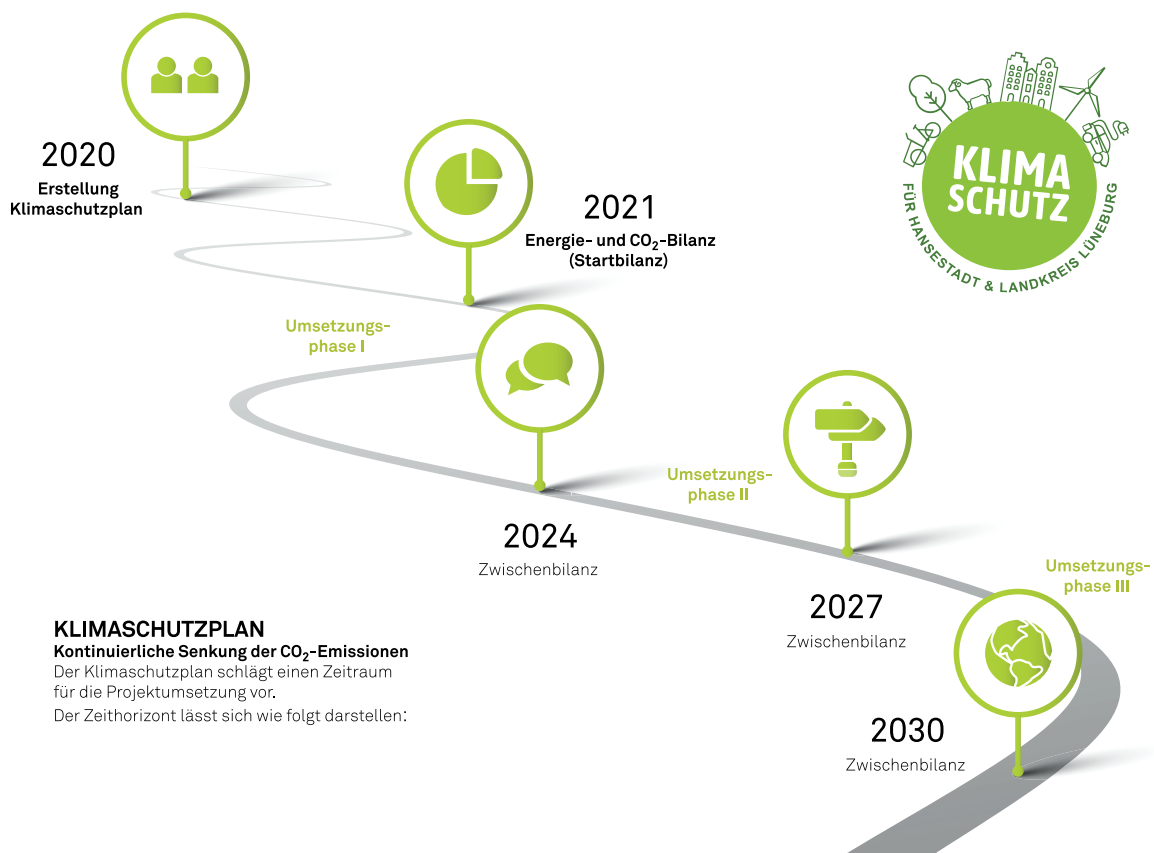 2020
Erstellung
Klimaschutzplan
2021
Energie- und CO₂-Bilanz
(Startbilanz)
KLIMA
SCHUTZ
FÜR HANSESTADT & LANDKREIS LÜNEBURG
Umsetzungs-
phase I
2024
Zwischenbilanz
Umsetzungs-
phase II
2027
Zwischenbilanz
Umsetzungs-
phase III
2030
Zwischenbilanz
KLIMASCHUTZPLAN
Kontinuierliche Senkung der CO₂-Emissionen
Der Klimaschutzplan schlägt einen Zeitraum
für die Projektumsetzung vor.
Der Zeithorizont lässt sich wie folgt darstellen: